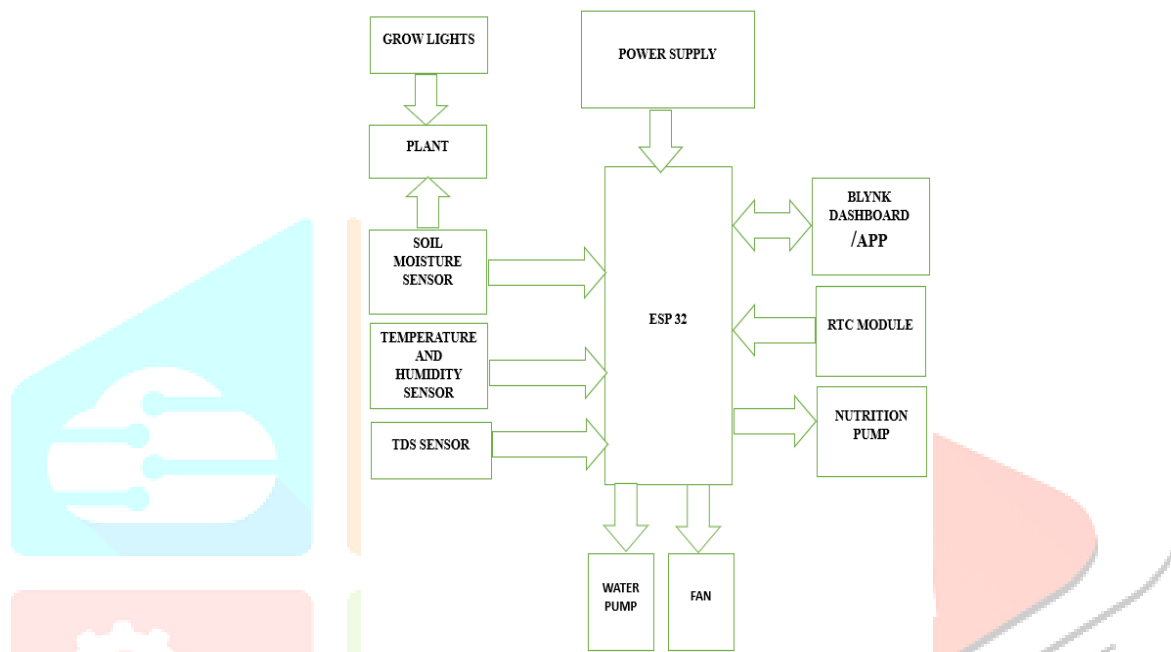 GROW LIGHTS
POWER SUPPLY
PLANT
SOIL
MOISTURE
SENSOR
TEMPERATURE
AND
HUMIDITY
SENSOR
TDS SENSOR
ESP 32
BLYNK
DASHBOARD
/APP
RTC MODULE
NUTRITION
PUMP
WATER
PUMP
FAN